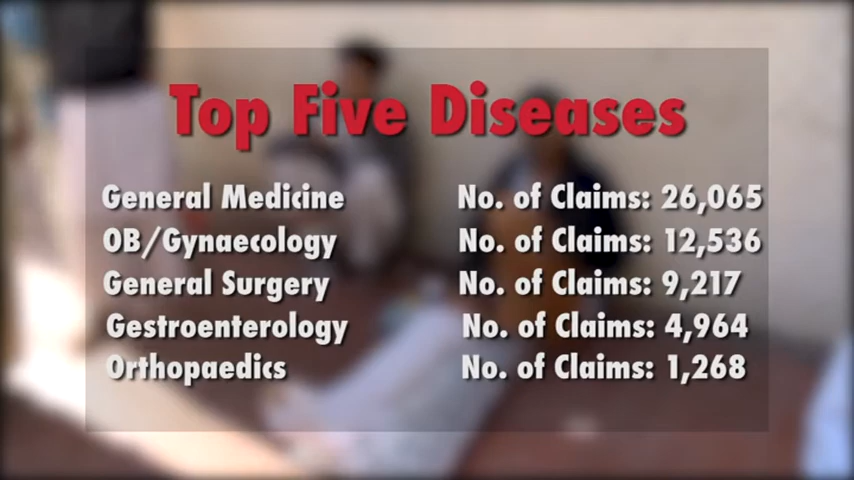 Top Five Diseases
General Medicine No. of Claims: 26,065
OB/Gynaecology No. of Claims: 12,536
General Surgery No. of Claims: 9,217
Gestroenterology No. of Claims: 4,964
Orthopaedics No. of Claims: 1,268